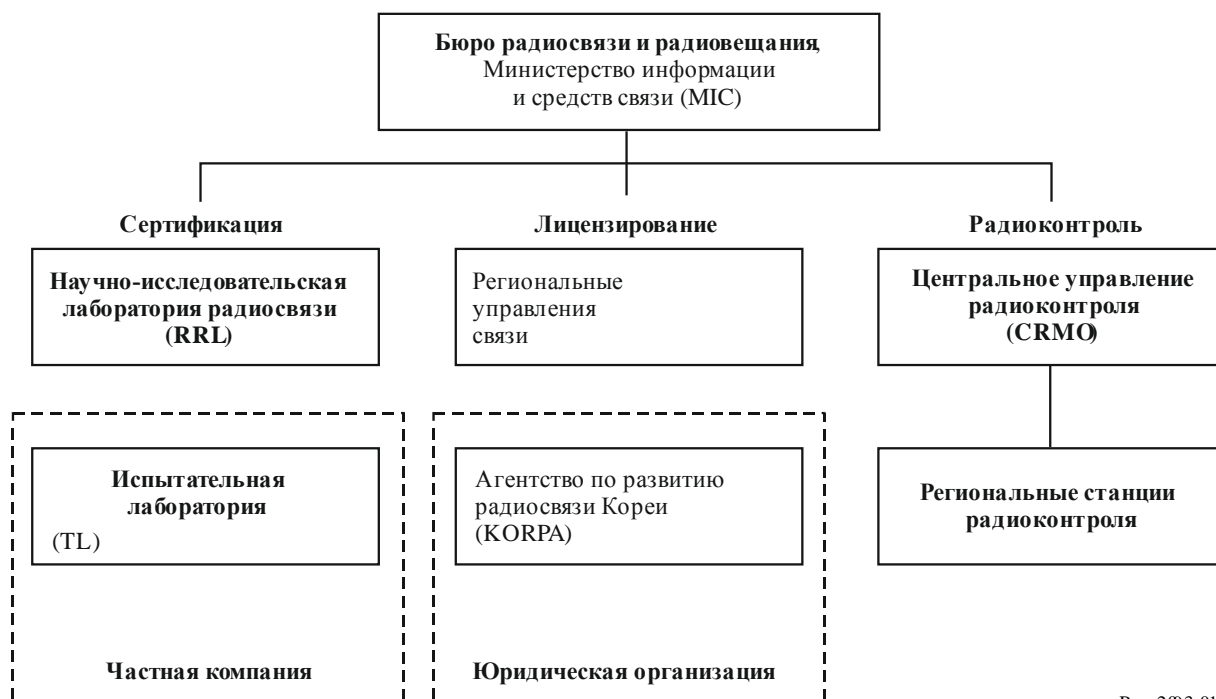 Бюро радиосвязи и радиовещания,
Министерство информации
и средств связи (MIC)
Сертификация
Лицензирование
Радиоконтроль
Научно-исследовательская
лаборатория радиосвязи
(RRL)
Региональные
управления
связи
Центральное управление
радиоконтроля
(CRMO)
Испытательная
лаборатория
(TL)
Агентство по развитию
радиосвязи Кореи
(KORPA)
Региональные станции
радиоконтроля
Частная компания
Юридическая организация